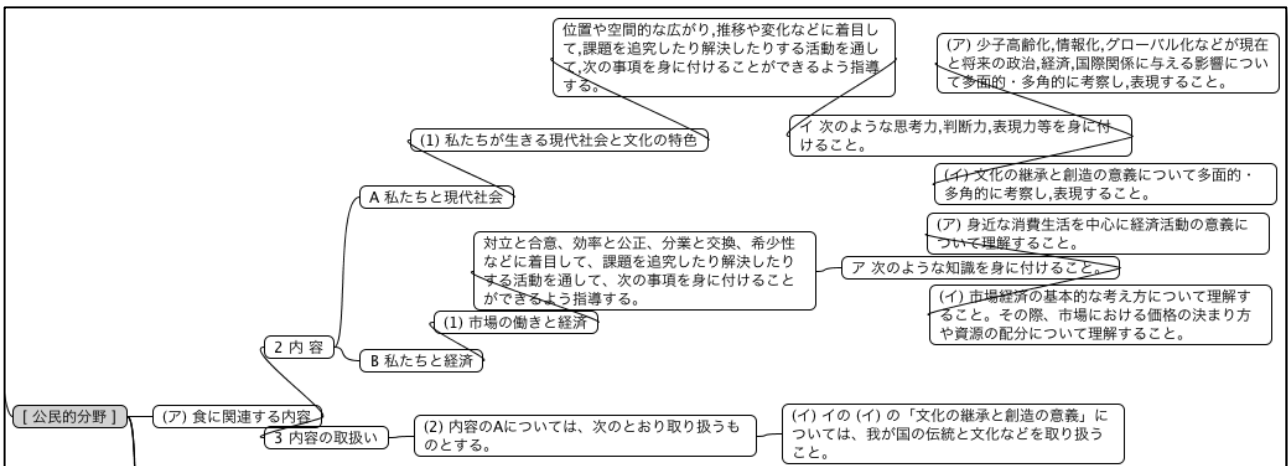 位置や空間的な広がり,推移や変化などに着目し
て,課題を追究したり解決したりする活動を通し
て,次の事項を身に付けることができるよう指導
する。
(ア) 少子高齢化,情報化,グローバル化などが現在
と将来の政治,経済,国際関係に与える影響につい
て多面的・多角的に考察し,表現すること。
イ 次のような思考力,判断力,表現力等を身に付
けること。
(1) 私たちが生きる現代社会と文化の特色
(イ) 文化の継承と創造の意義について多面的・
多角的に考察し,表現すること。
A 私たちと現代社会
(ア) 身近な消費生活を中心に経済活動の意義に
ついて理解すること。
対立と合意、効率と公正、分業と交換、希少性
などに着目して、課題を追究したり解決したり
する活動を通して、次の事項を身に付けること
ができるよう指導する。
ア 次のような知識を身に付けること。
(イ) 市場経済の基本的な考え方について理解す
ること。その際、市場における価格の決まり方
や資源の配分について理解すること。
(1) 市場の働きと経済
2 内 容
B 私たちと経済
[ 公民的分野 ]
(ア) 食に関連する内容
3 内容の取扱い
(2) 内容のAについては、次のとおり取り扱うも
のとする。
(イ) イの (イ) の「文化の継承と創造の意義」に
ついては、我が国の伝統と文化などを取り扱う
こと。